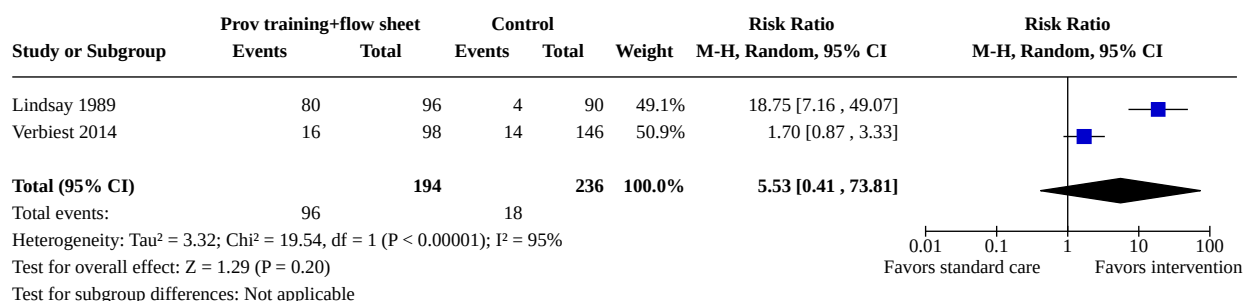 Prov training+flow sheet Control Risk Ratio Risk Ratio
Study or Subgroup Events Total Events Total Weight M-H, Random, 95% CI M-H, Random, 95% CI
Lindsay 1989 80 96 4 90 49.1% 18.75 [7.16 , 49.07]
Verbiest 2014 16 98 14 146 50.9% 1.70 [0.87 , 3.33]
Total (95% CI) 194 236 100.0% 5.53 [0.41 , 73.81]
Total events: 96 18
Heterogeneity: Tau² = 3.32; Chi² = 19.54, df = 1 (P < 0.00001); I² = 95%
0.01 0.1 1 10 100
Test for overall effect: Z = 1.29 (P = 0.20) Favors standard care Favors intervention
Test for subgroup differences: Not applicable